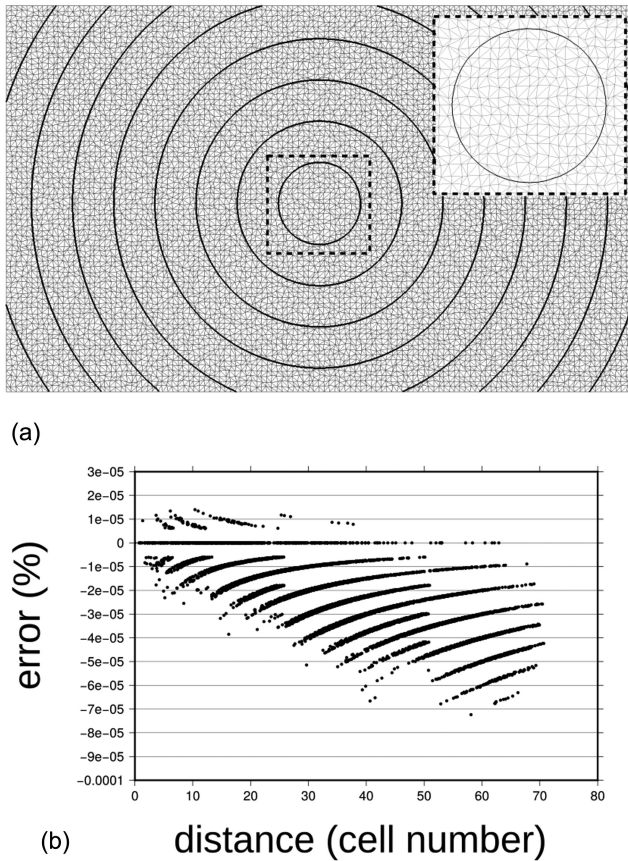 (a)
3e-05
2e-05
1e-05
0
-1e-05
-2e-05
-3e-05
-4e-05
-5e-05
-6e-05
-7e-05
-8e-05
-9e-05
-0.0001
error (%)
0 10 20 30 40 50 60 70 80
(b) distance (cell number)